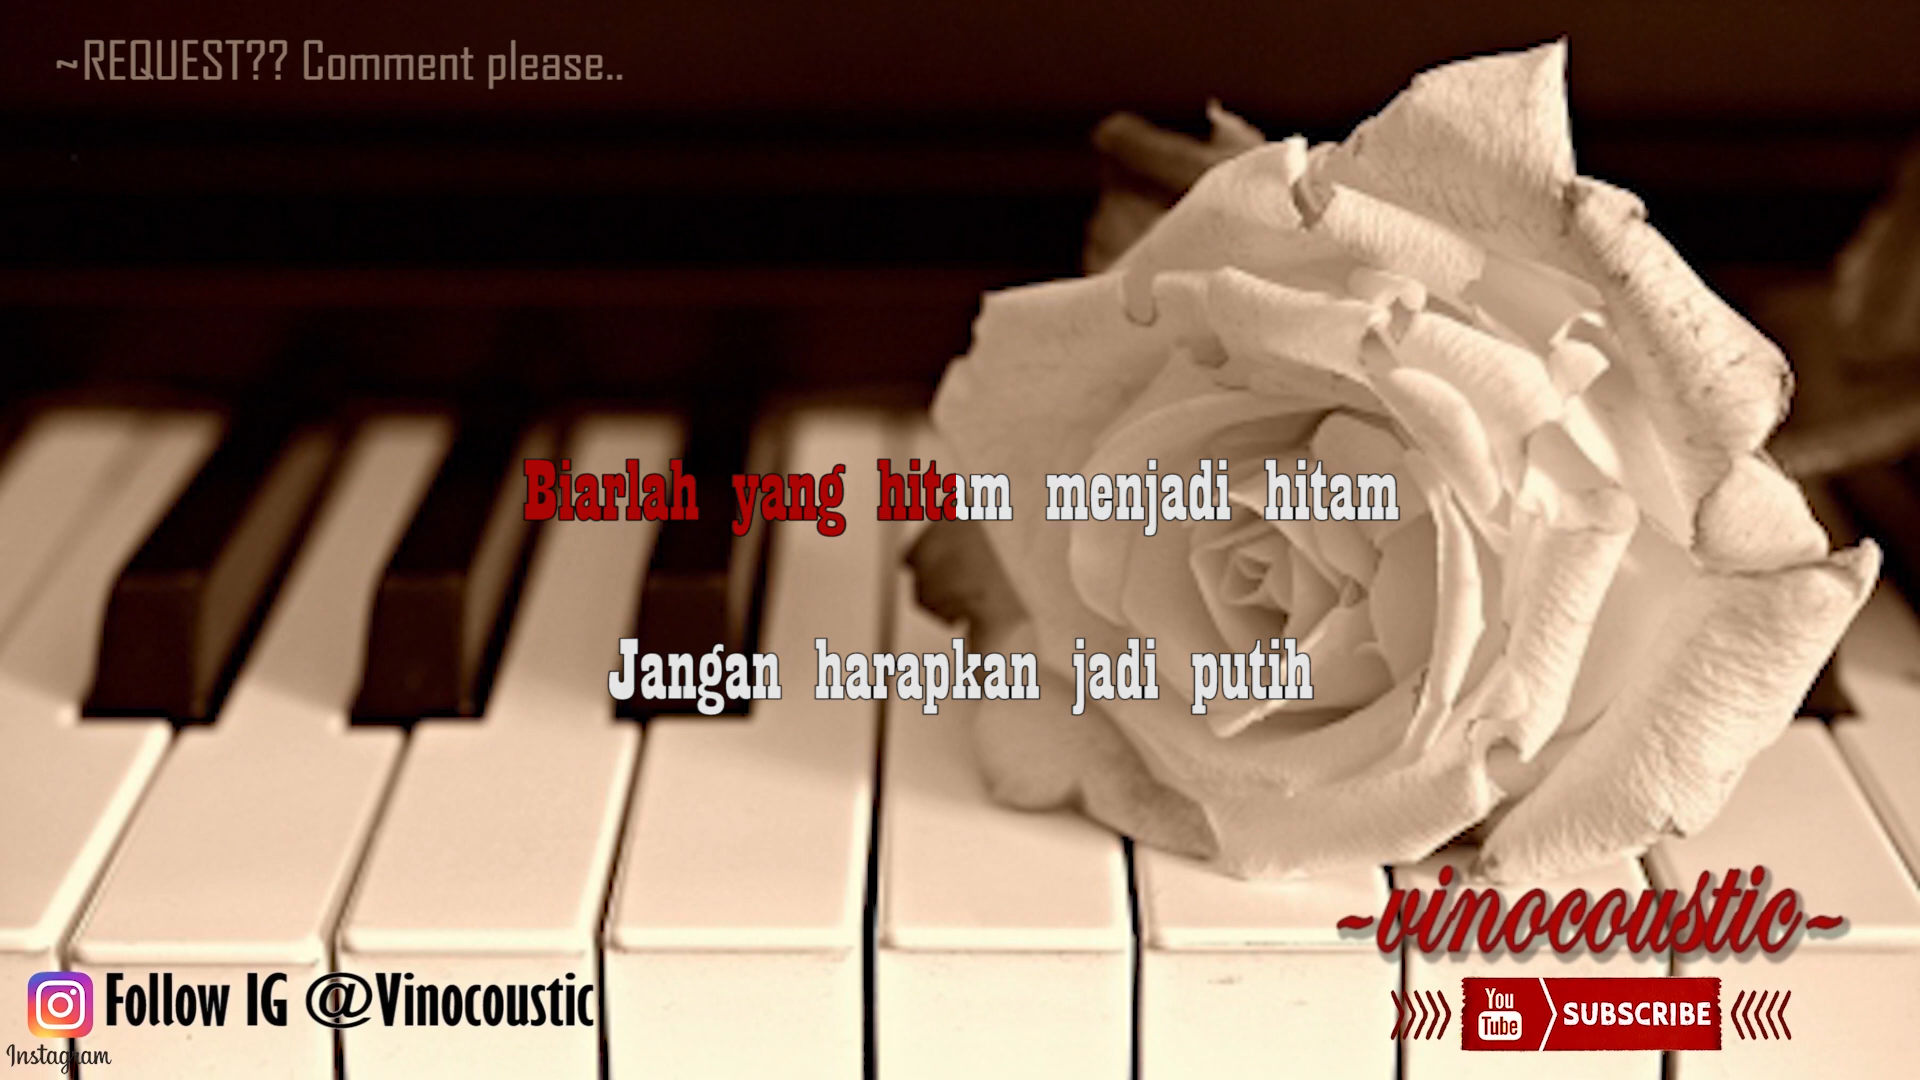 ~REQUEST?? Comment please..
Biarlah yang hitam menjadi hitam
Jangan harapkan jadi putih
~vinocoustic~
Follow IG @Vinocoustic
You Tube SUBSCRIBE
Instagram